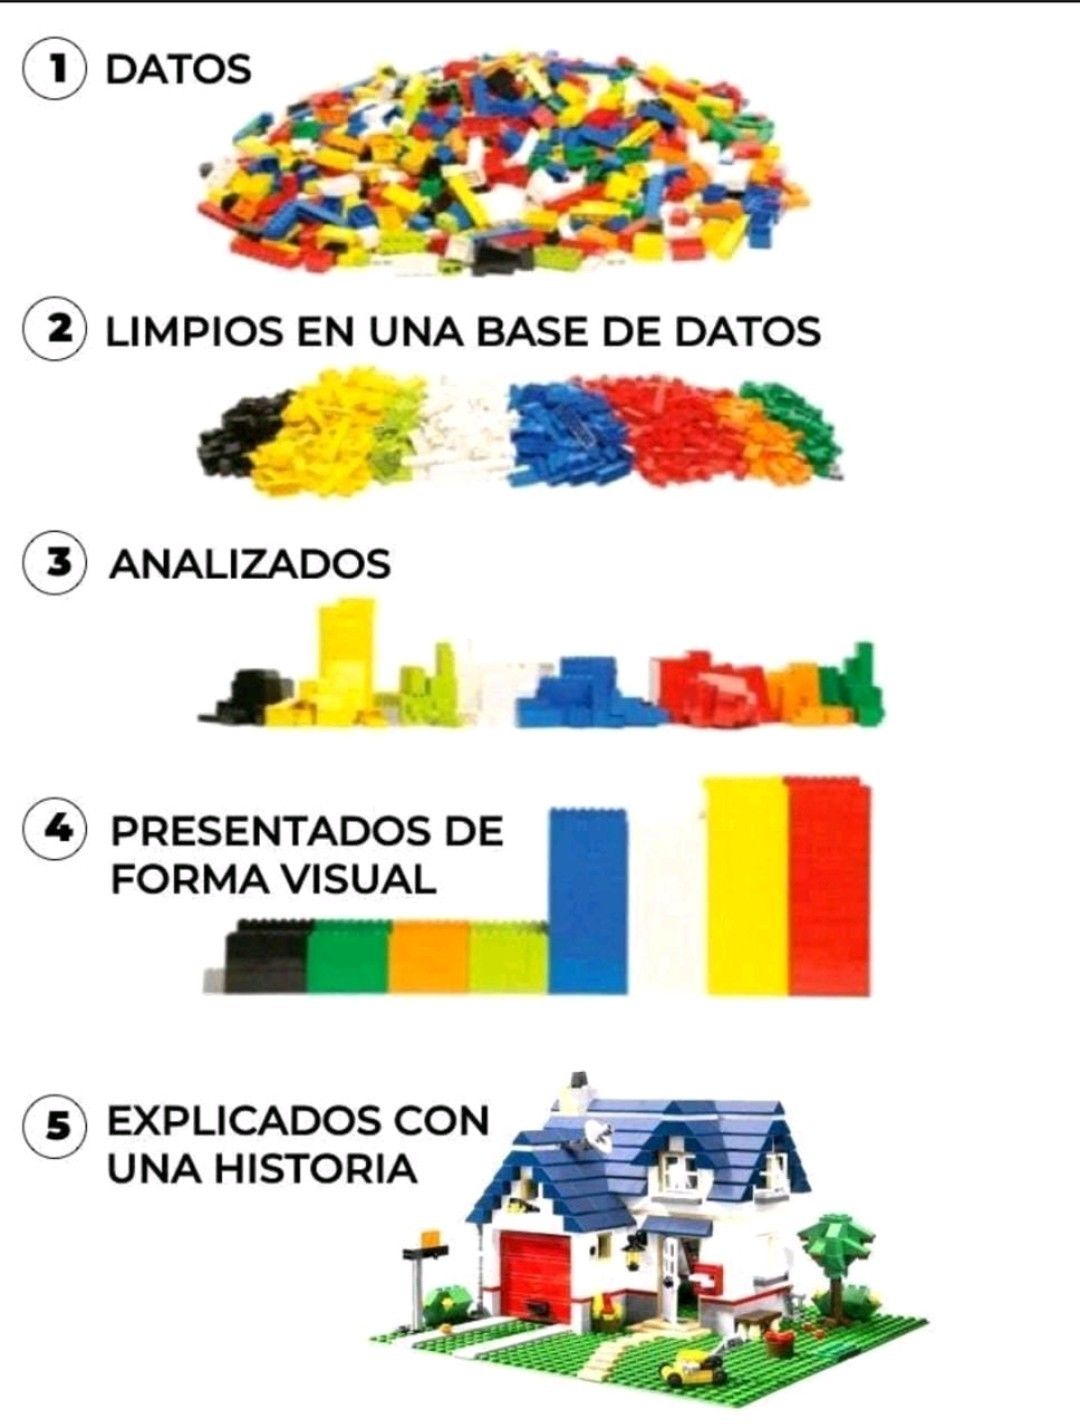 1 DATOS
2 LIMPIOS EN UNA BASE DE DATOS
3 ANALIZADOS
4 PRESENTADOS DE
FORMA VISUAL
5 EXPLICADOS CON
UNA HISTORIA